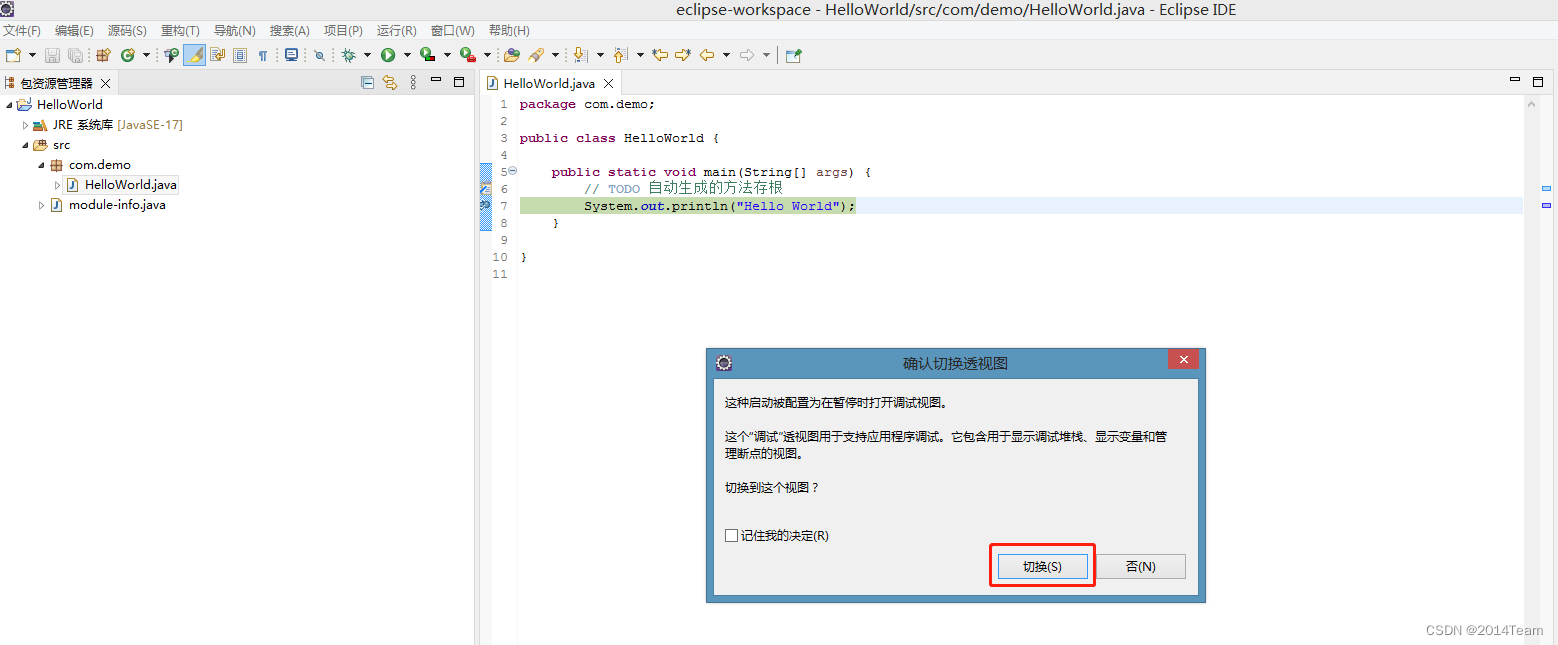 eclipse-workspace - HelloWorld/src/com/demo/HelloWorld.java - Eclipse IDE
文件(F) 编辑(E) 源码(S) 重构(T) 导航(N) 搜索(A) 项目(P) 运行(R) 窗口(W) 帮助(H)
包资源管理器
HelloWorld
JRE 系统库 [JavaSE-17]
src
com.demo
HelloWorld.java
module-info.java
HelloWorld.java
1 package com.demo;
2
3 public class HelloWorld {
4
5 public static void main(String[] args) {
6 // TODO 自动生成的方法存根
7 System.out.println("Hello World");
8 }
9
10 }
11
确认切换透视图
这种启动被配置为在暂停时打开调试视图。
这个"调试"透视图用于支持应用程序调试。它包含用于显示调试堆栈、显示变量和管
理断点的视图。
切换到这个视图？
记住我的决定(R)
切换(S) 否(N)
CSDN @2014Team